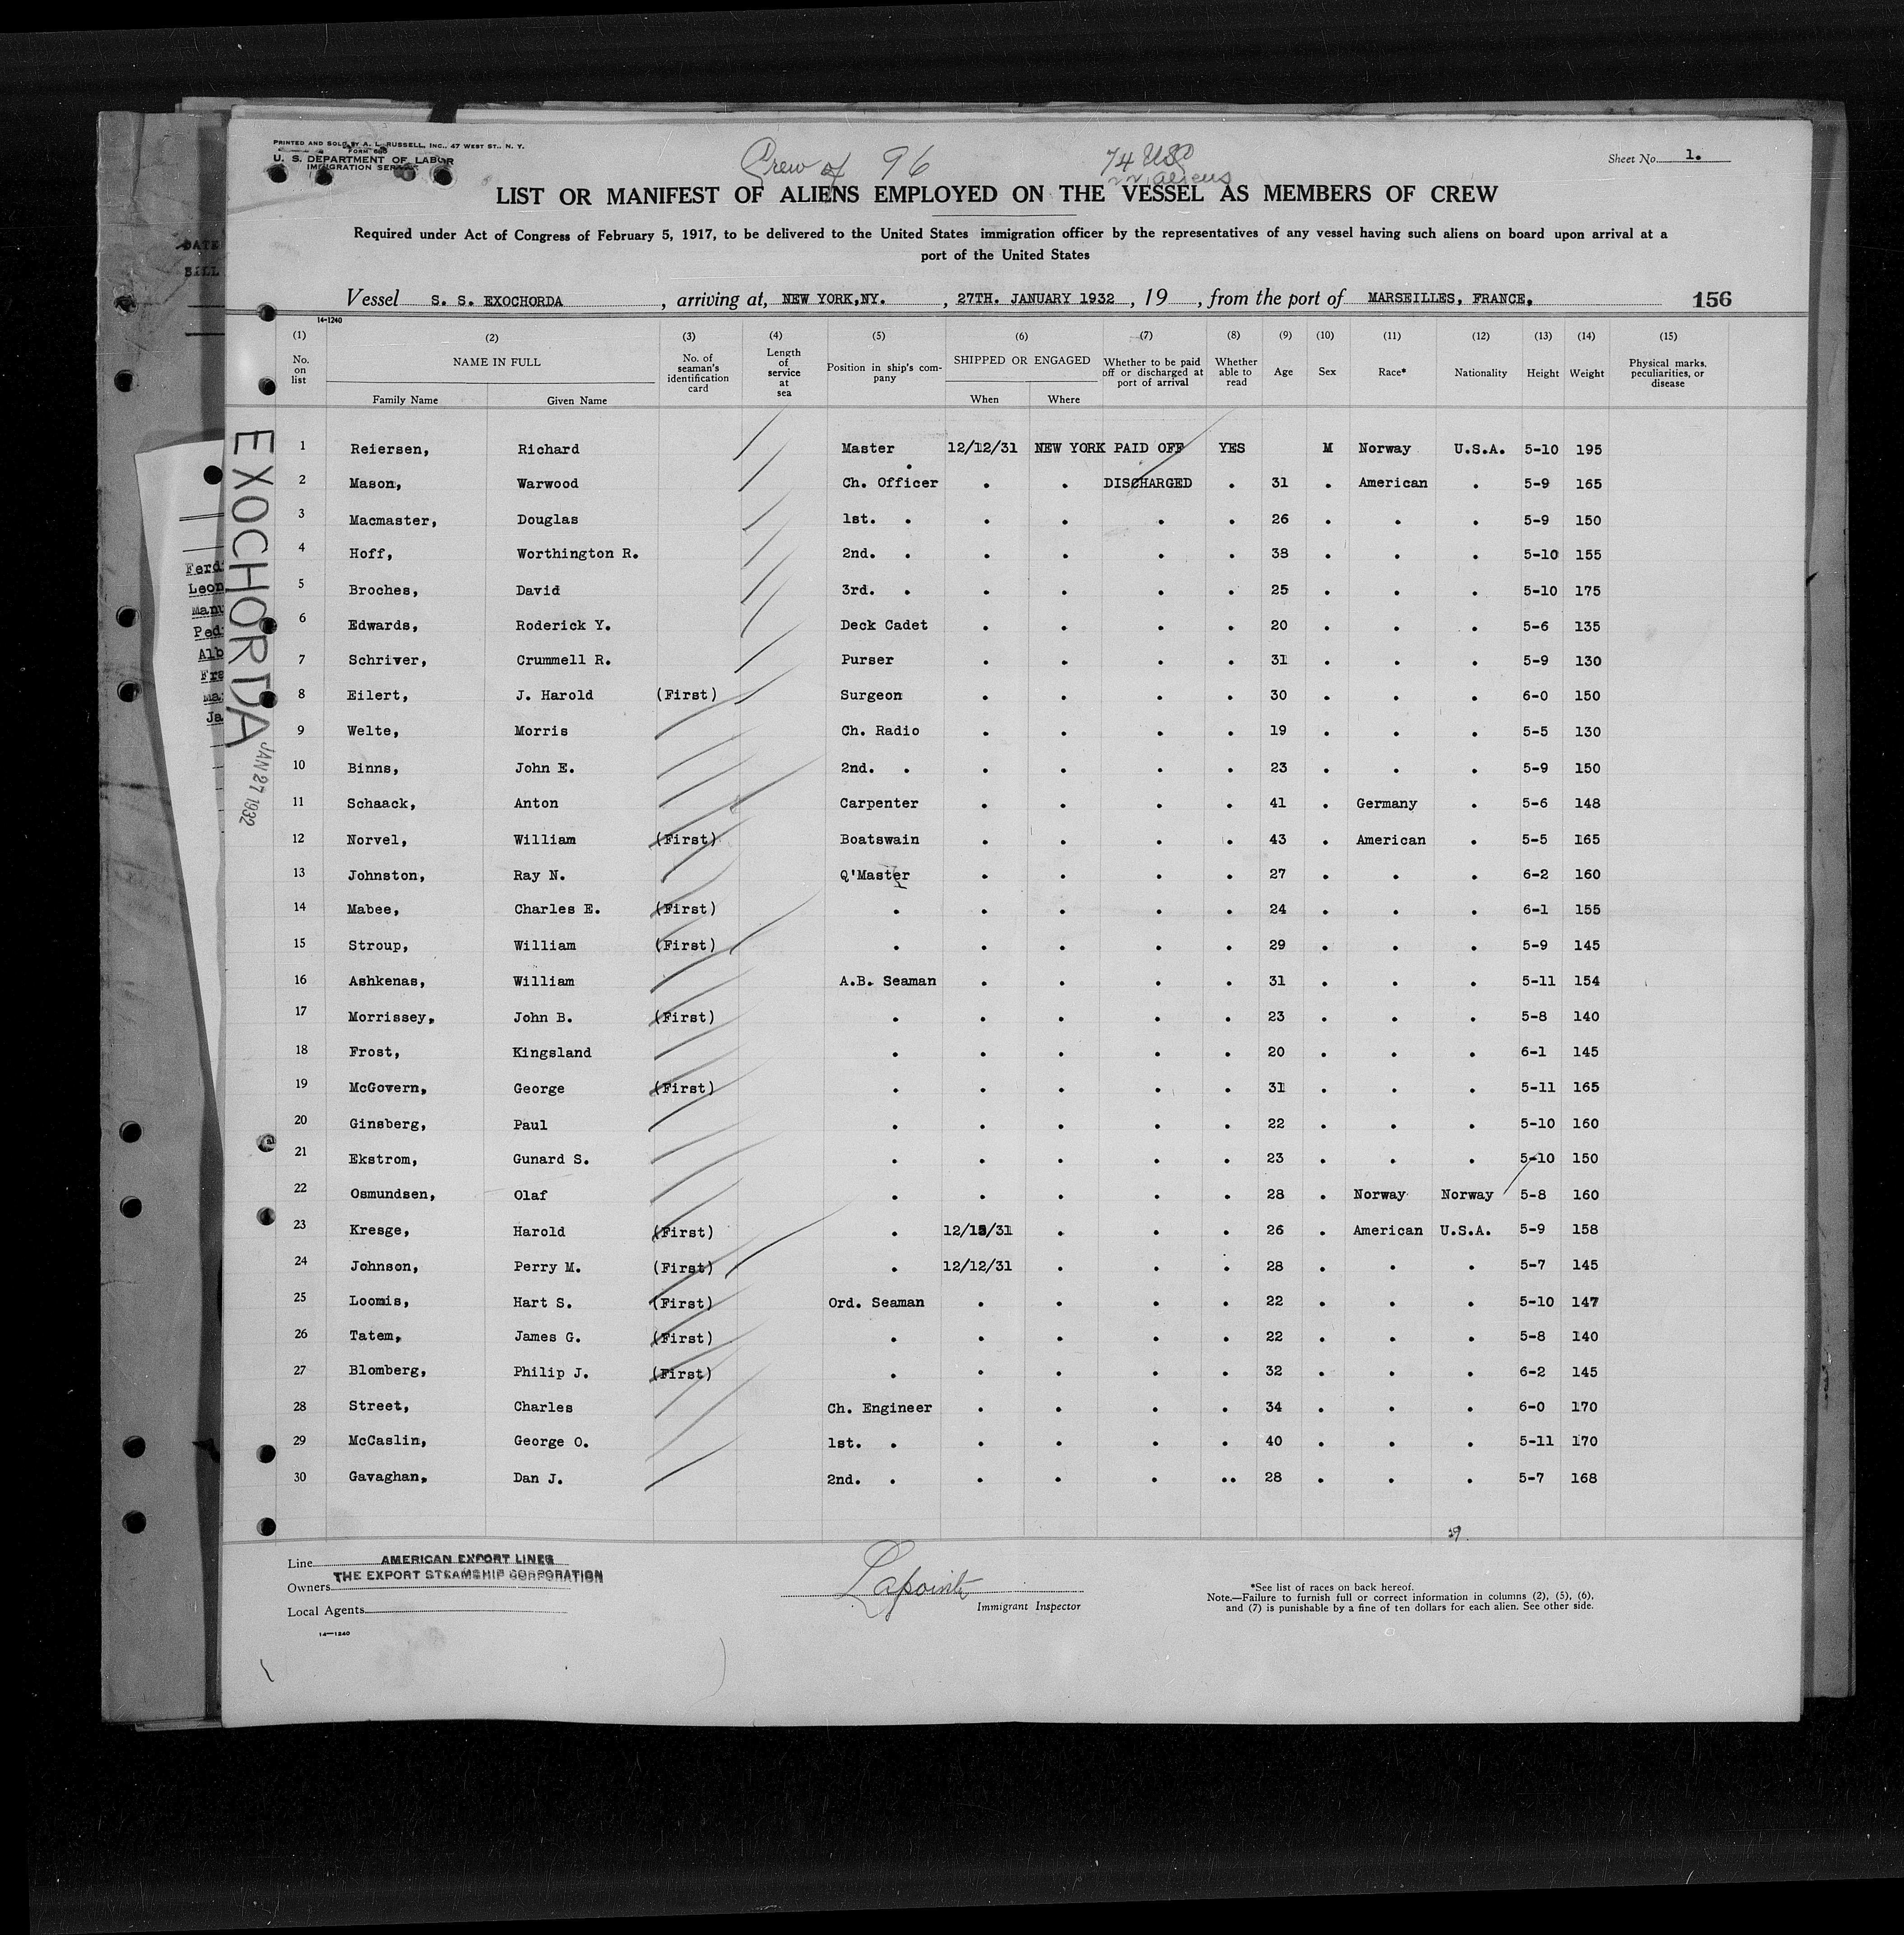 PRINTED AND SOLD BY A. L. RUSSELL, INC., 47 WEST ST., N. Y.
FORM 680
U. S. DEPARTMENT OF LABOR
IMMIGRATION SERVICE
Crew of 96
74 USC
22 aliens
Sheet No. 1.
LIST OR MANIFEST OF ALIENS EMPLOYED ON THE VESSEL AS MEMBERS OF CREW
Required under Act of Congress of February 5, 1917, to be delivered to the United States immigration officer by the representatives of any vessel having such aliens on board upon arrival at a
port of the United States
Vessel S. S. EXOCHORDA, arriving at, NEW YORK,NY., 27TH. JANUARY 1932, 19, from the port of MARSEILLES, FRANCE. 156
14-1240
(1) (2) (3) (4) (5) (6) (7) (8) (9) (10) (11) (12) (13) (14) (15)
No. on list NAME IN FULL Family Name Given Name No. of seaman's identification card Length of service at sea Position in ship's company SHIPPED OR ENGAGED When Where Whether to be paid off or discharged at port of arrival Whether able to read Age Sex Race* Nationality Height Weight Physical marks, peculiarities, or disease
1 Reiersen, Richard Master 12/12/31 NEW YORK PAID OFF YES M Norway U.S.A. 5-10 195
2 Mason, Warwood Ch. Officer . . DISCHARGED . 31 . American . 5-9 165
3 Macmaster, Douglas 1st. . . . . . 26 . . . 5-9 150
4 Hoff, Worthington R. 2nd. . . . . . 38 . . . 5-10 155
5 Broches, David 3rd. . . . . . 25 . . . 5-10 175
6 Edwards, Roderick Y. Deck Cadet . . . . 20 . . . 5-6 135
7 Schriver, Crummell R. Purser . . . . 31 . . . 5-9 130
8 Eilert, J. Harold (First) Surgeon . . . . 30 . . . 6-0 150
9 Welte, Morris Ch. Radio . . . . 19 . . . 5-5 130
10 Binns, John E. 2nd. . . . . . 23 . . . 5-9 150
11 Schaack, Anton Carpenter . . . . 41 . Germany . 5-6 148
12 Norvel, William (First) Boatswain . . . . 43 . American . 5-5 165
13 Johnston, Ray N. Q'Master . . . . 27 . . . 6-2 160
14 Mabee, Charles E. (First) . . . . . 24 . . . 6-1 155
15 Stroup, William (First) . . . . . 29 . . . 5-9 145
16 Ashkenas, William A.B. Seaman . . . . 31 . . . 5-11 154
17 Morrissey, John B. (First) . . . . . 23 . . . 5-8 140
18 Frost, Kingsland . . . . . 20 . . . 6-1 145
19 McGovern, George (First) . . . . . 31 . . . 5-11 165
20 Ginsberg, Paul . . . . . 22 . . . 5-10 160
21 Ekstrom, Gunard S. . . . . . 23 . . . 5-10 150
22 Osmundsen, Olaf . . . . . 28 . Norway Norway 5-8 160
23 Kresge, Harold (First) . 12/15/31 . . . 26 . American U.S.A. 5-9 158
24 Johnson, Perry M. (First) . 12/12/31 . . . 28 . . . 5-7 145
25 Loomis, Hart S. (First) Ord. Seaman . . . . 22 . . . 5-10 147
26 Tatem, James G. (First) . . . . . 22 . . . 5-8 140
27 Blomberg, Philip J. (First) . . . . . 32 . . . 6-2 145
28 Street, Charles Ch. Engineer . . . . 34 . . . 6-0 170
29 McCaslin, George O. 1st. . . . . . 40 . . . 5-11 170
30 Gavaghan, Dan J. 2nd. . . . . .. 28 . . . 5-7 168
29
Line AMERICAN EXPORT LINES
Owners THE EXPORT STEAMSHIP CORPORATION
Local Agents
14-1240
Lapointe
Immigrant Inspector
*See list of races on back hereof.
Note.—Failure to furnish full or correct information in columns (2), (5), (6),
and (7) is punishable by a fine of ten dollars for each alien. See other side.
EXOCHORDA
JAN 27 1932
DATE
BILL
Ferd
Leon
Manu
Ped
Alb
Fra
Ma
Ja